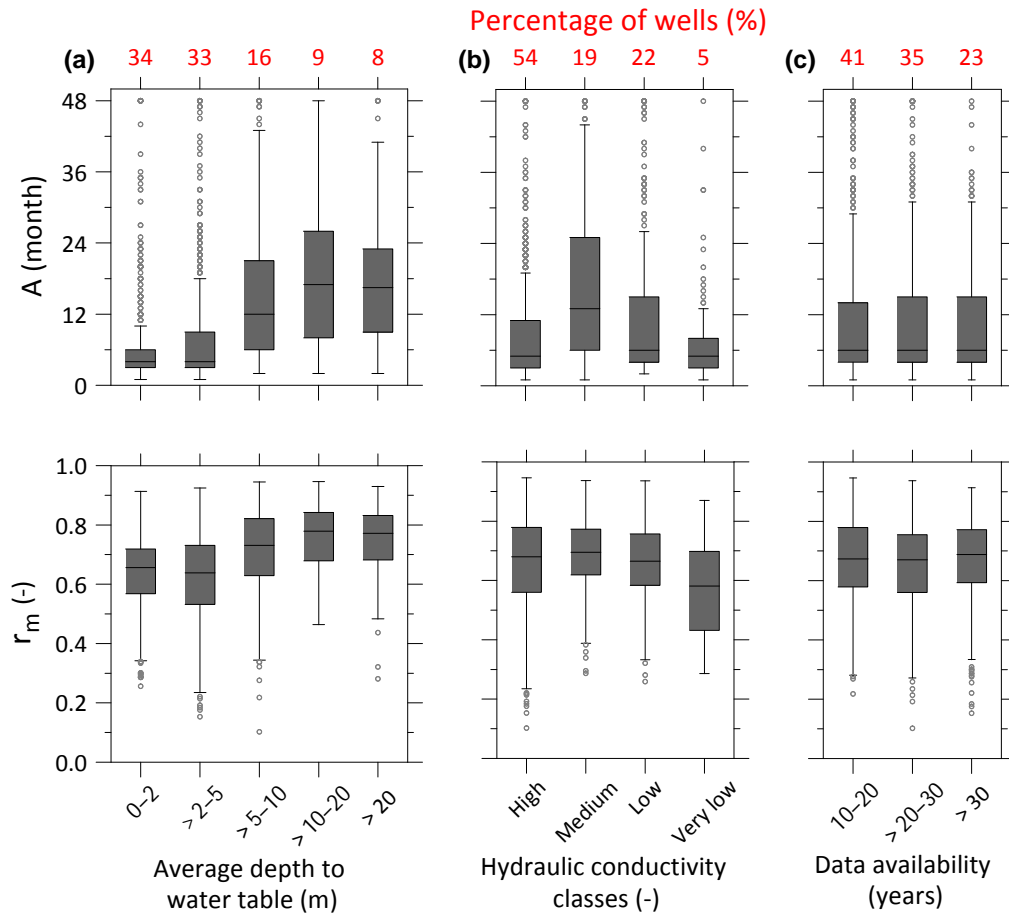 Percentage of wells (%)
(a) 34 33 16 9 8 (b) 54 19 22 5 (c) 41 35 23
48
36
24
12
0
A (month)
1.0
0.8
0.6
0.4
0.2
0.0
rm (-)
0–2 > 2–5 > 5–10 > 10–20 > 20 High Medium Low Very low 10–20 > 20–30 > 30
Average depth to
water table (m)
Hydraulic conductivity
classes (-)
Data availability
(years)